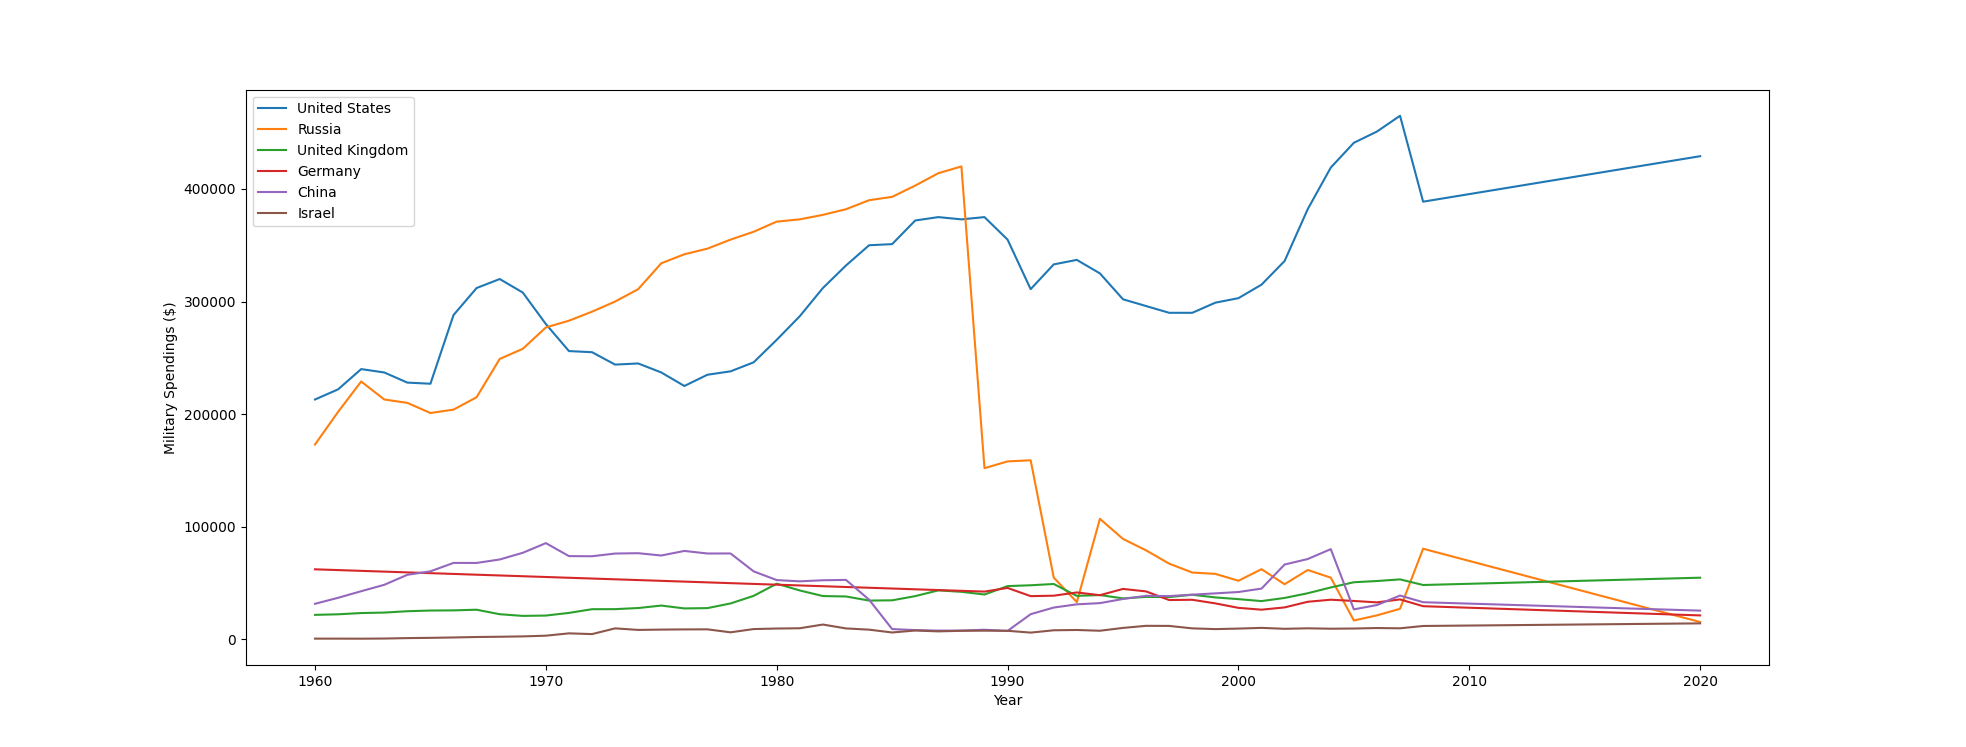 United States
Russia
United Kingdom
Germany
China
Israel
400000
300000
200000
100000
0
Military Spendings ($)
1960 1970 1980 1990 2000 2010 2020
Year